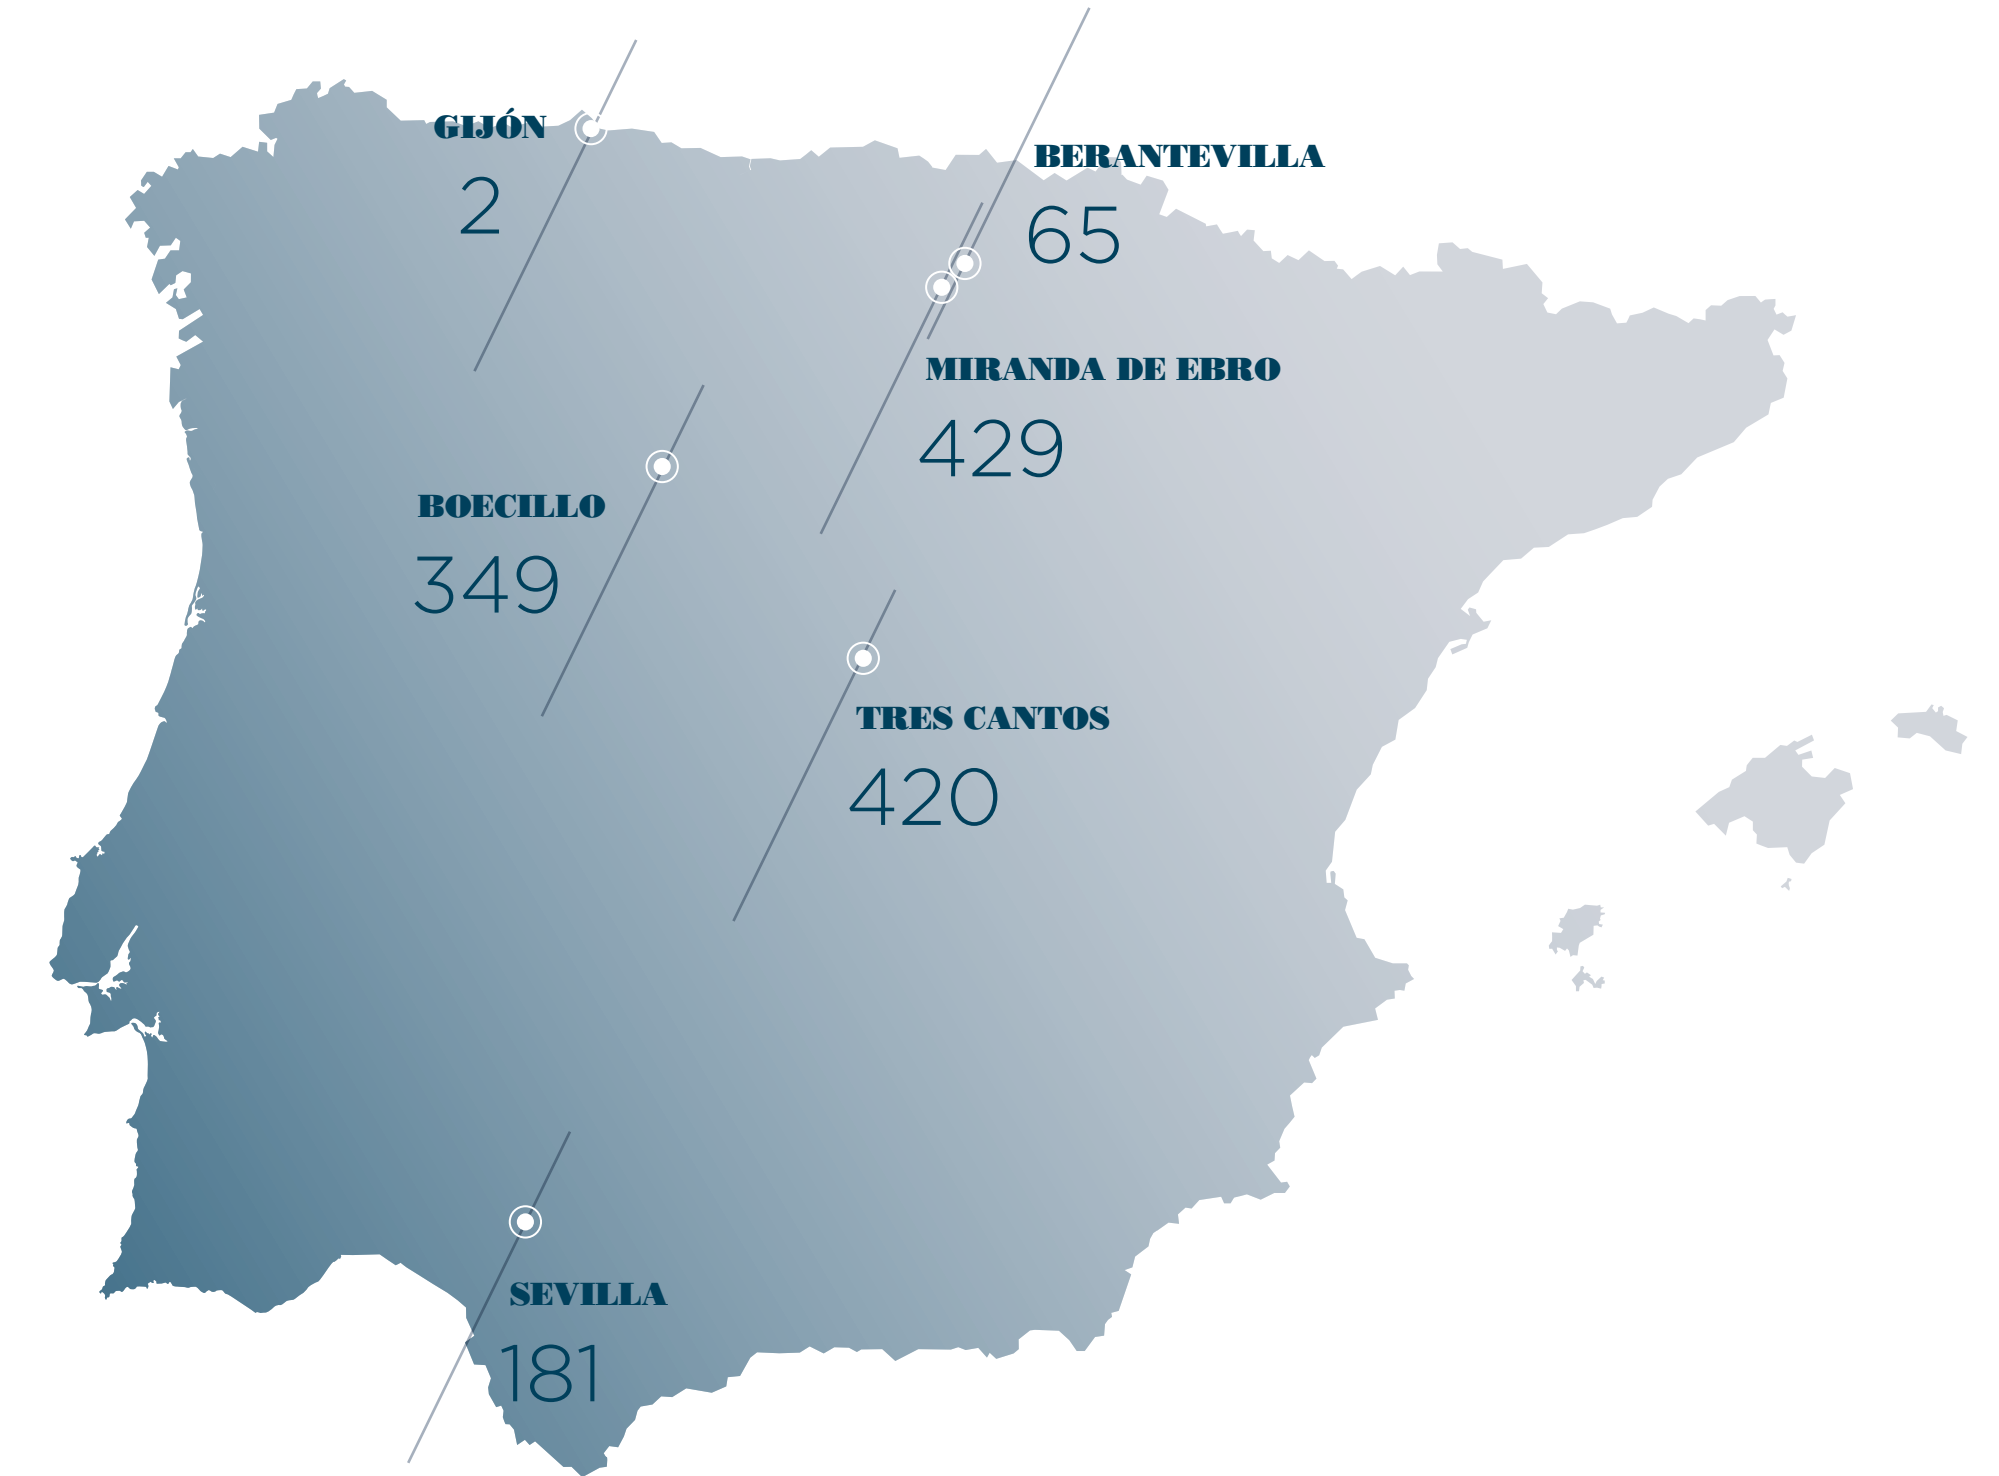 GIJÓN
2
BERANTEVILLA
65
MIRANDA DE EBRO
429
BOECILLO
349
TRES CANTOS
420
SEVILLA
181